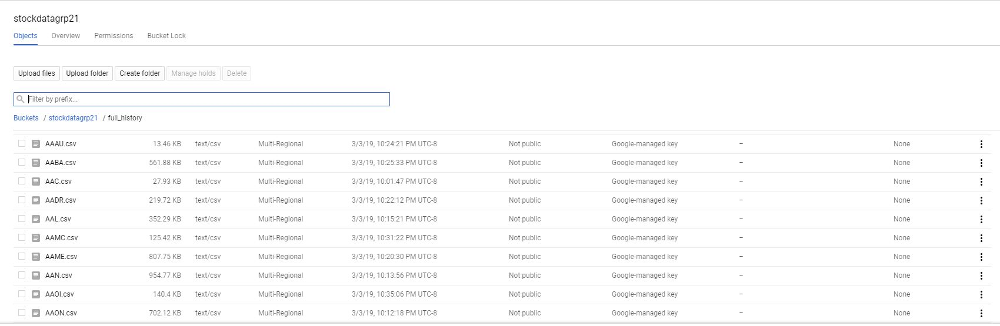 stockdatagrp21
Objects Overview Permissions Bucket Lock
Upload files Upload folder Create folder Manage holds Delete
Filter by prefix...
Buckets / stockdatagrp21 / full_history
AAAU.csv 13.46 KB text/csv Multi-Regional 3/3/19, 10:24:21 PM UTC-8 Not public Google-managed key – None
AABA.csv 561.88 KB text/csv Multi-Regional 3/3/19, 10:25:33 PM UTC-8 Not public Google-managed key – None
AAC.csv 27.93 KB text/csv Multi-Regional 3/3/19, 10:01:47 PM UTC-8 Not public Google-managed key – None
AADR.csv 219.72 KB text/csv Multi-Regional 3/3/19, 10:22:12 PM UTC-8 Not public Google-managed key – None
AAL.csv 352.29 KB text/csv Multi-Regional 3/3/19, 10:15:21 PM UTC-8 Not public Google-managed key – None
AAMC.csv 125.42 KB text/csv Multi-Regional 3/3/19, 10:31:22 PM UTC-8 Not public Google-managed key – None
AAME.csv 807.75 KB text/csv Multi-Regional 3/3/19, 10:20:30 PM UTC-8 Not public Google-managed key – None
AAN.csv 954.77 KB text/csv Multi-Regional 3/3/19, 10:13:56 PM UTC-8 Not public Google-managed key – None
AAOI.csv 140.4 KB text/csv Multi-Regional 3/3/19, 10:35:06 PM UTC-8 Not public Google-managed key – None
AAON.csv 702.12 KB text/csv Multi-Regional 3/3/19, 10:12:18 PM UTC-8 Not public Google-managed key – None